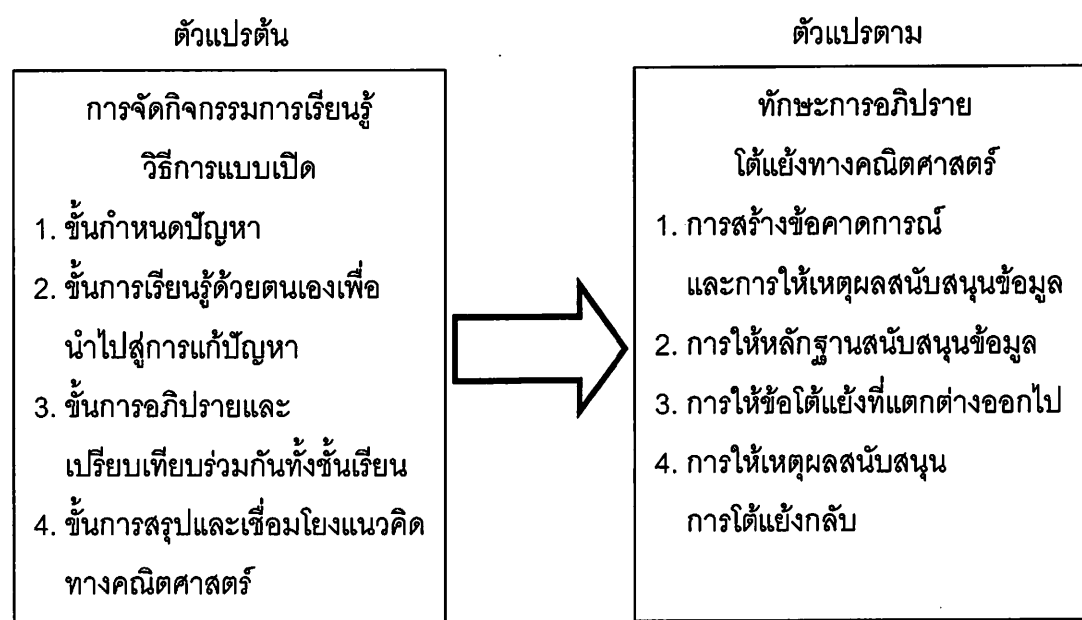 ตัวแปรต้น
การจัดกิจกรรมการเรียนรู้
วิธีการแบบเปิด
1. ขั้นกำหนดปัญหา
2. ขั้นการเรียนรู้ด้วยตนเองเพื่อ
นำไปสู่การแก้ปัญหา
3. ขั้นการอภิปรายและ
เปรียบเทียบร่วมกันทั้งชั้นเรียน
4. ขั้นการสรุปและเชื่อมโยงแนวคิด
ทางคณิตศาสตร์
ตัวแปรตาม
ทักษะการอภิปราย
โต้แย้งทางคณิตศาสตร์
1. การสร้างข้อคาดการณ์
และการให้เหตุผลสนับสนุนข้อมูล
2. การให้หลักฐานสนับสนุนข้อมูล
3. การให้ข้อโต้แย้งที่แตกต่างออกไป
4. การให้เหตุผลสนับสนุน
การโต้แย้งกลับ